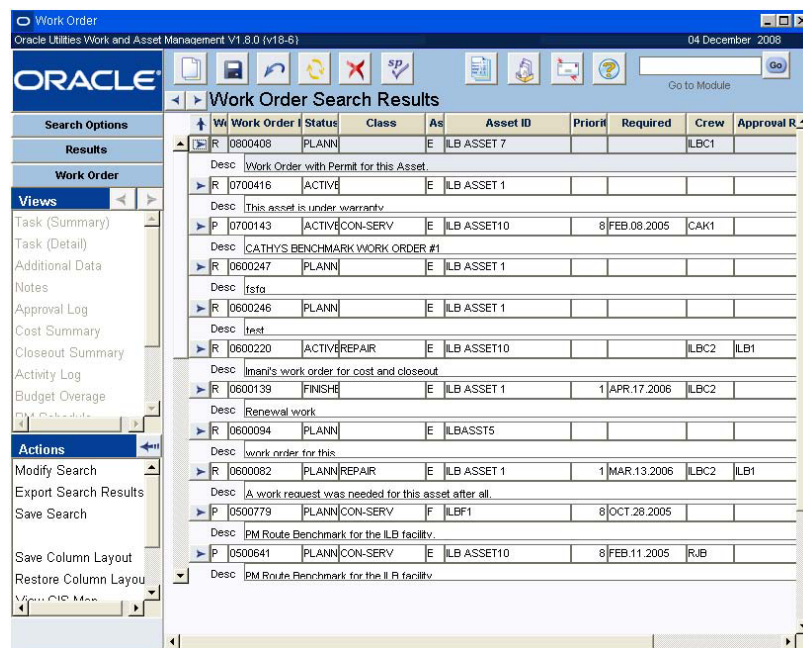 Work Order
Oracle Utilities Work and Asset Management V1.8.0 (v18-6) 04 December 2008
ORACLE
sp
Go
Go to Module
Work Order Search Results
Search Options
Results
Work Order
Views
Task (Summary)
Task (Detail)
Additional Data
Notes
Approval Log
Cost Summary
Closeout Summary
Activity Log
Budget Overage
PM Schedule
Actions
Modify Search
Export Search Results
Save Search
Save Column Layout
Restore Column Layou
View GIS Map
W Work Order I Status Class As Asset ID Priorit Required Crew Approval R
R 0800408 PLANN E ILB ASSET 7 ILBC1
Desc Work Order with Permit for this Asset.
R 0700416 ACTIVE E ILB ASSET 1
Desc This asset is under warranty
P 0700143 ACTIVE CON-SERV E ILB ASSET10 8 FEB.08.2005 CAK1
Desc CATHYS BENCHMARK WORK ORDER #1
R 0600247 PLANN E ILB ASSET 1
Desc fsfg
R 0600246 PLANN E ILB ASSET 1
Desc test
R 0600220 ACTIVE REPAIR E ILB ASSET10 ILBC2 ILB1
Desc Imani's work order for cost and closeout
R 0600139 FINISHE E ILB ASSET 1 1 APR.17.2006 ILBC2
Desc Renewal work
R 0600094 PLANN E ILBASST5
Desc work order for this
R 0600082 PLANN REPAIR E ILB ASSET 1 1 MAR.13.2006 ILBC2 ILB1
Desc A work request was needed for this asset after all.
P 0500779 PLANN CON-SERV F ILBF1 8 OCT.28.2005
Desc PM Route Benchmark for the ILB facility.
P 0500641 PLANN CON-SERV E ILB ASSET10 8 FEB.11.2005 RJB
Desc PM Route Benchmark for the ILB facility